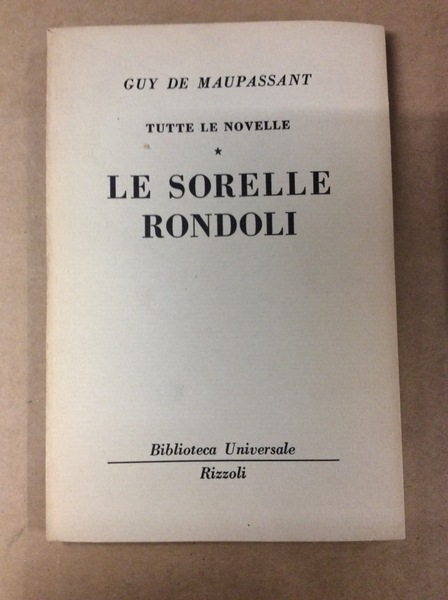 GUY DE MAUPASSANT
TUTTE LE NOVELLE
★
LE SORELLE
RONDOLI
Biblioteca Universale
Rizzoli